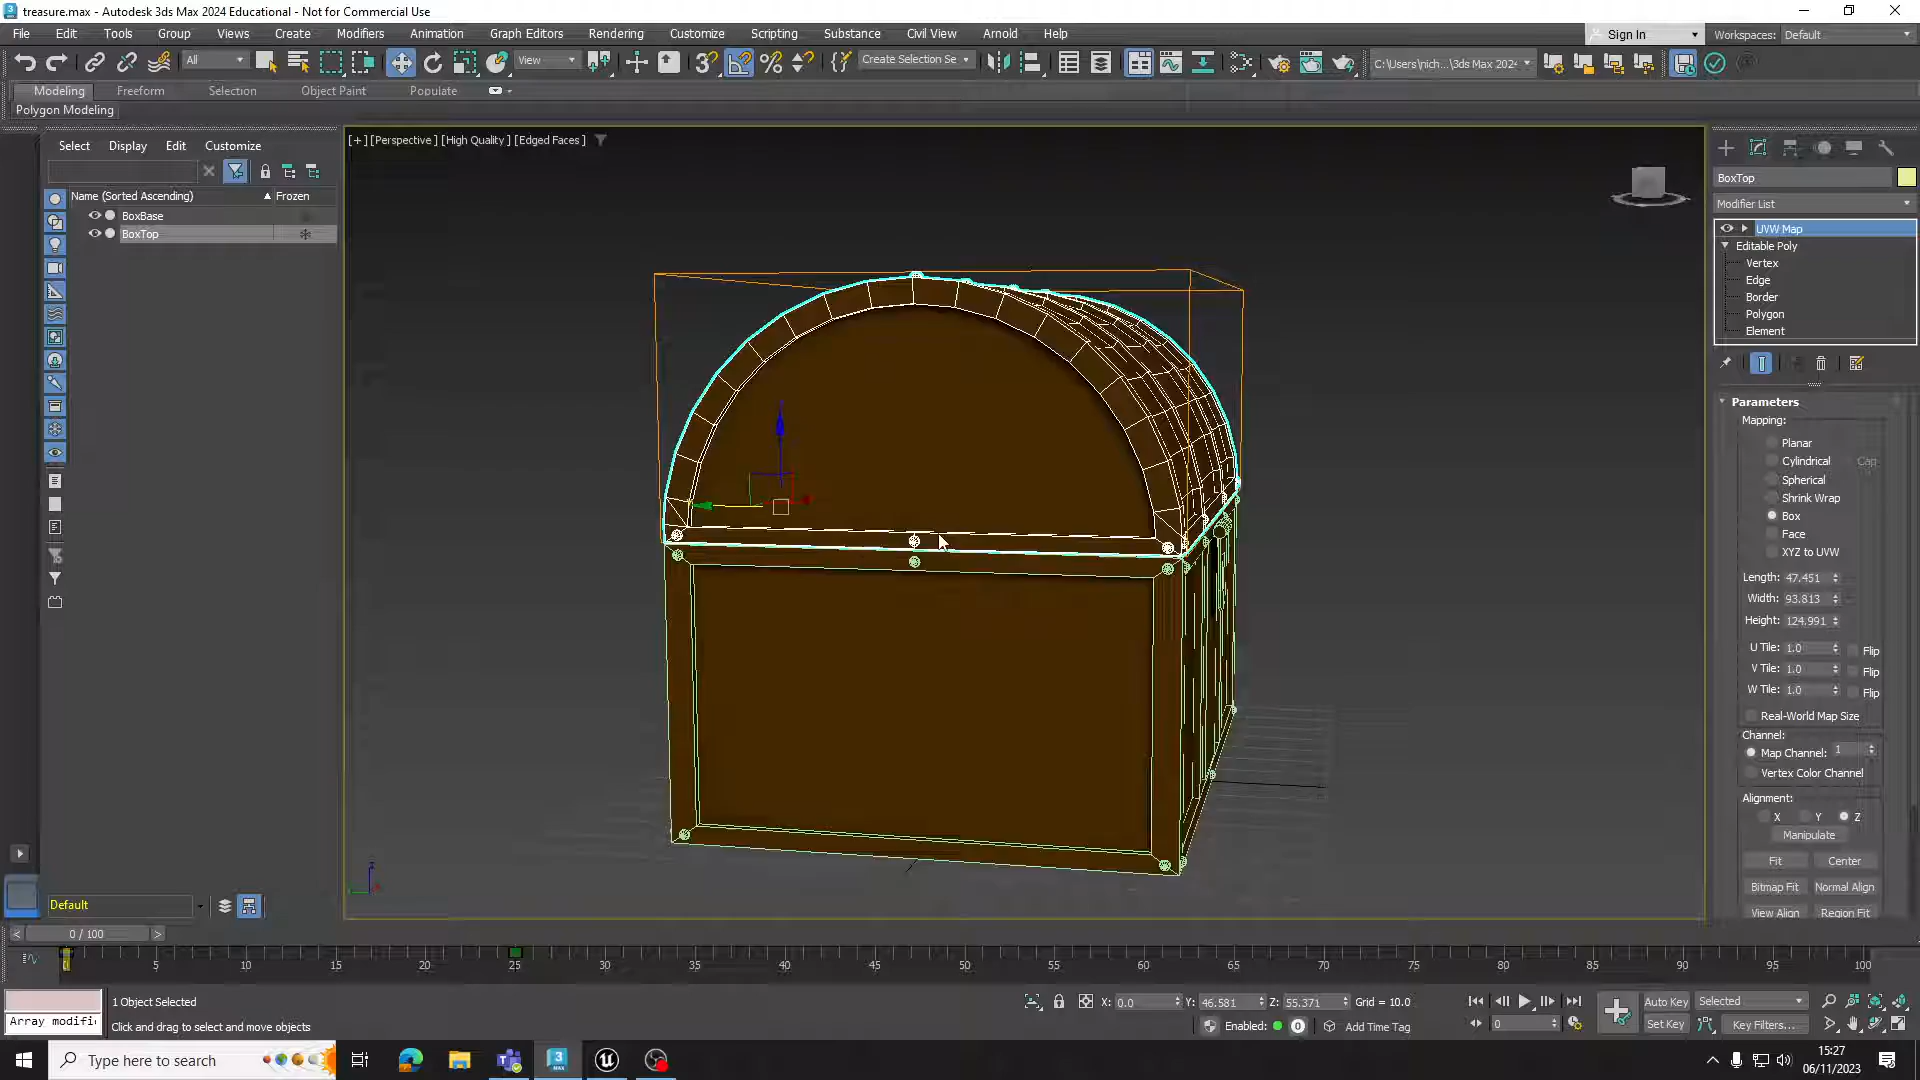 treasure.max - Autodesk 3ds Max 2024 Educational - Not for Commercial Use
File Edit Tools Group Views Create Modifiers Animation Graph Editors Rendering Customize Scripting Substance Civil View Arnold Help Sign In Workspaces: Default
All View Create Selection Se C:\Users\nich...\3ds Max 2024
Modeling Freeform Selection Object Paint Populate
Polygon Modeling
Select Display Edit Customize
[+] [Perspective ] [High Quality ] [Edged Faces ]
Name (Sorted Ascending) Frozen
BoxBase
BoxTop
BoxTop
Modifier List
UVW Map
Editable Poly
Vertex
Edge
Border
Polygon
Element
Parameters
Mapping:
Planar
Cylindrical Cap
Spherical
Shrink Wrap
Box
Face
XYZ to UVW
Length: 47.451
Width: 93.813
Height: 124.991
U Tile: 1.0 Flip
V Tile: 1.0 Flip
W Tile: 1.0 Flip
Real-World Map Size
Channel:
Map Channel: 1
Vertex Color Channel
Alignment:
X Y Z
Manipulate
Fit Center
Bitmap Fit Normal Align
View Align Region Fit
Default
0 / 100
0 5 10 15 20 25 30 35 40 45 50 55 60 65 70 75 80 85 90 95 100
1 Object Selected
X: 0.0 Y: 46.581 Z: 55.371 Grid = 10.0
Auto Key Selected
Array modifi
Click and drag to select and move objects
Enabled: 0 Add Time Tag
0 Set Key Key Filters...
Type here to search
15:27
06/11/2023